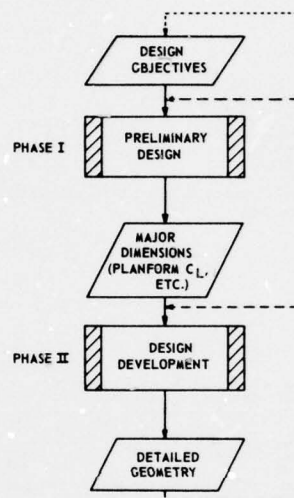 DESIGN
OBJECTIVES
PHASE I
PRELIMINARY
DESIGN
MAJOR
DIMENSIONS
(PLANFORM CL,
ETC.)
PHASE II
DESIGN
DEVELOPMENT
DETAILED
GEOMETRY